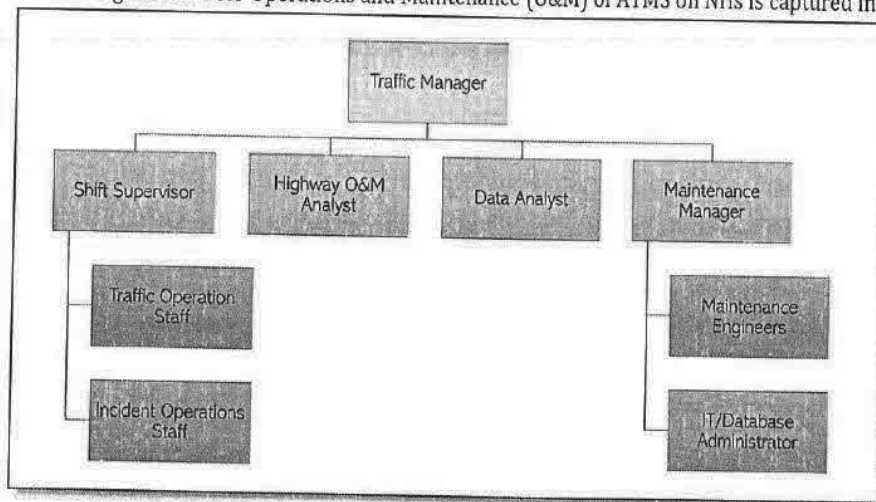 Operations and Maintenance (O&M) of ATMS on NHs is captured in
Traffic Manager
Shift Supervisor
Highway O&M
Analyst
Data Analyst
Maintenance
Manager
Traffic Operation
Staff
Maintenance
Engineers
Incident Operations
Staff
IT/Database
Administrator